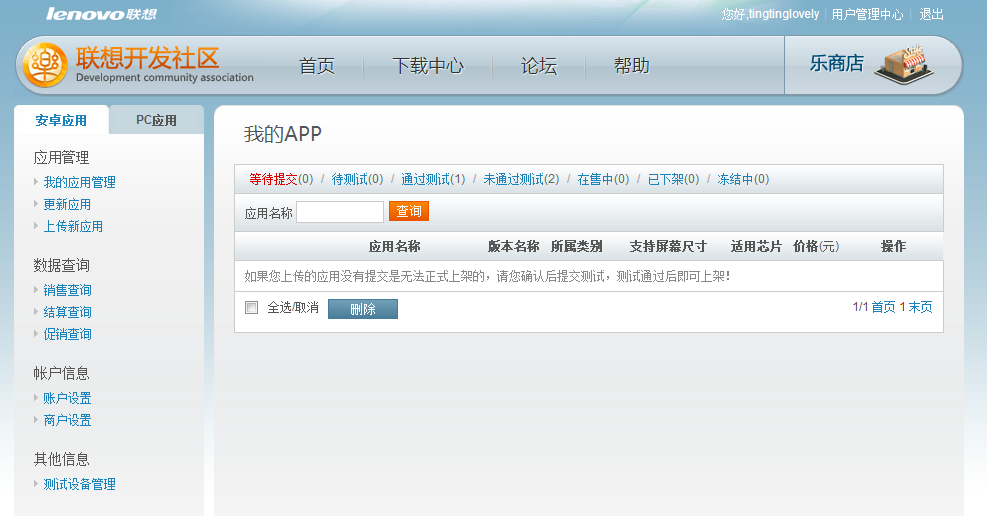 lenovo联想
您好,tingtinglovely | 用户管理中心 | 退出
联想开发社区
Development community association
首页 下载中心 论坛 帮助
乐商店
安卓应用 PC应用
应用管理
我的应用管理
更新应用
上传新应用
数据查询
销售查询
结算查询
促销查询
帐户信息
账户设置
商户设置
其他信息
测试设备管理
我的APP
等待提交(0) / 待测试(0) / 通过测试(1) / 未通过测试(2) / 在售中(0) / 已下架(0) / 冻结中(0)
应用名称 查询
应用名称 版本名称 所属类别 支持屏幕尺寸 适用芯片 价格(元) 操作
如果您上传的应用没有提交是无法正式上架的，请您确认后提交测试，测试通过后即可上架！
全选/取消 删除 1/1 首页 1 末页